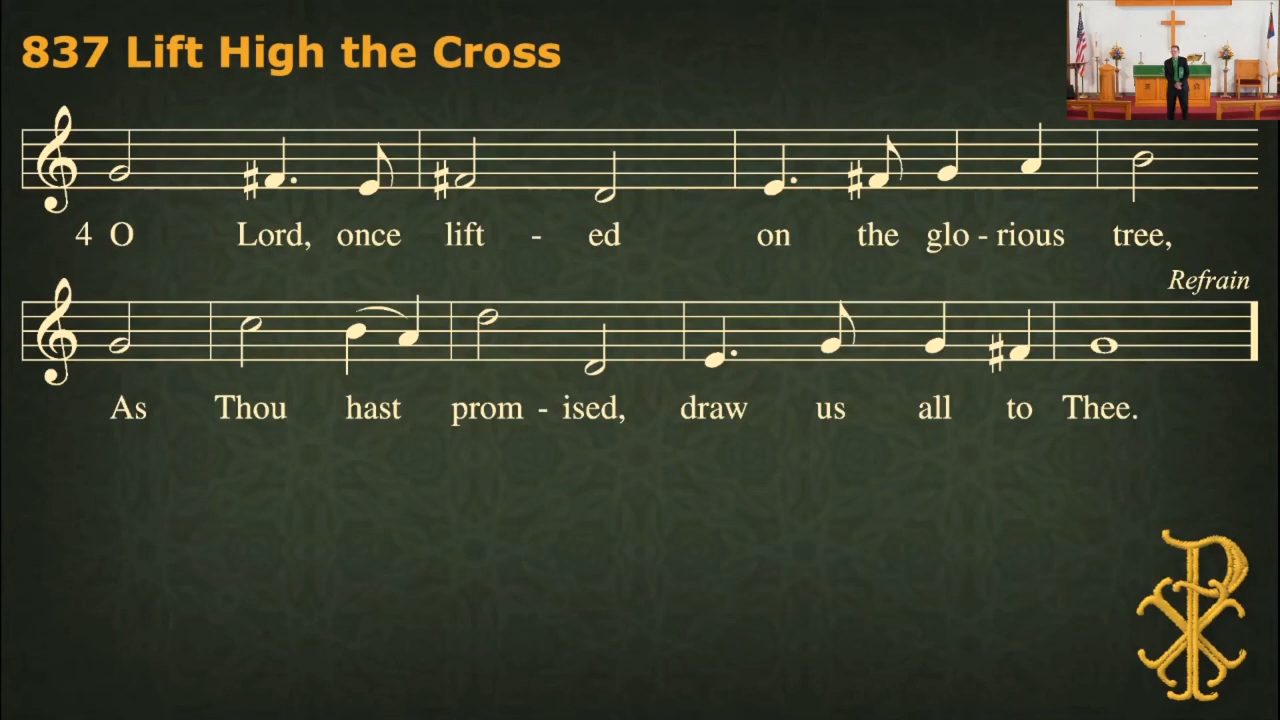 837 Lift High the Cross
4 O Lord, once lift - ed on the glo - rious tree,
Refrain
As Thou hast prom - ised, draw us all to Thee.